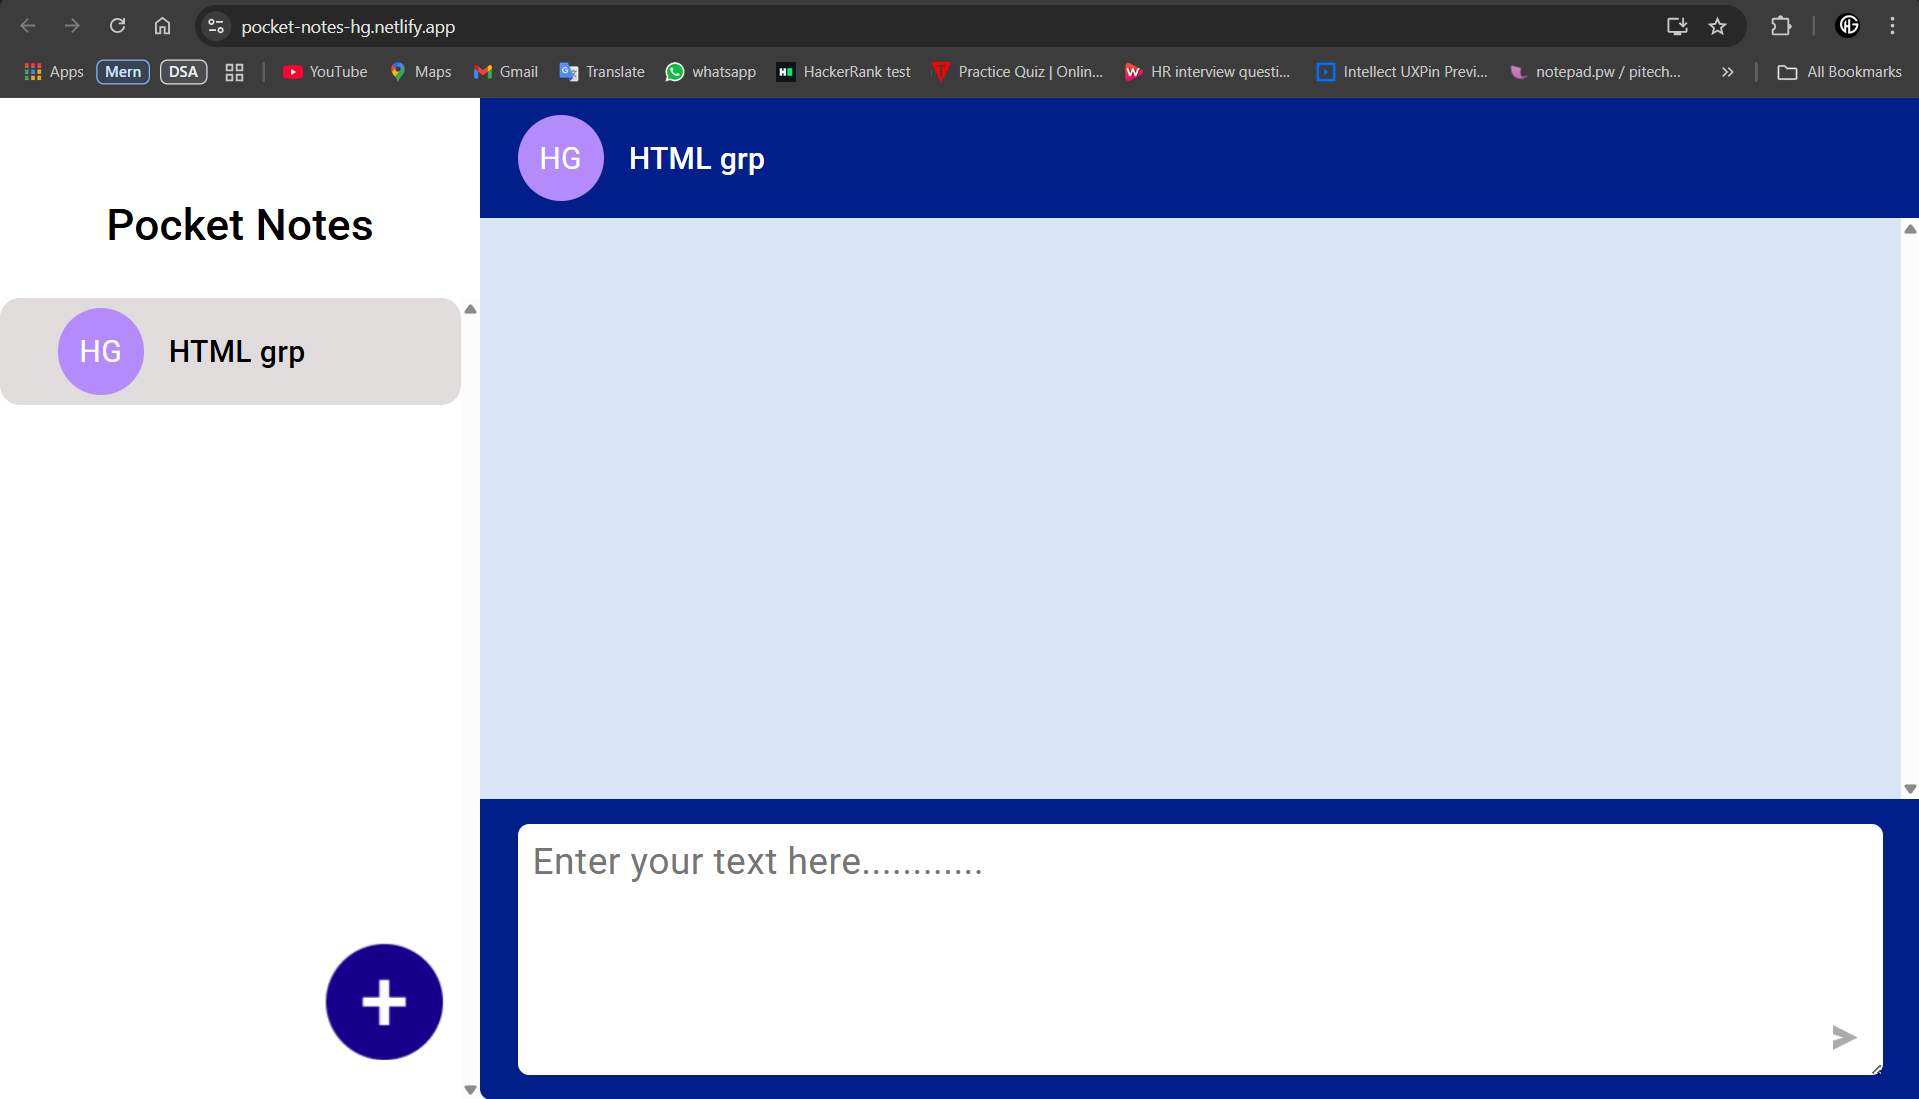 pocket-notes-hg.netlify.app
Apps Mern DSA YouTube Maps Gmail Translate whatsapp HackerRank test Practice Quiz | Onlin... HR interview questi... Intellect UXPin Previ... notepad.pw / pitech... » All Bookmarks
HG HTML grp
Pocket Notes
HG HTML grp
Enter your text here............